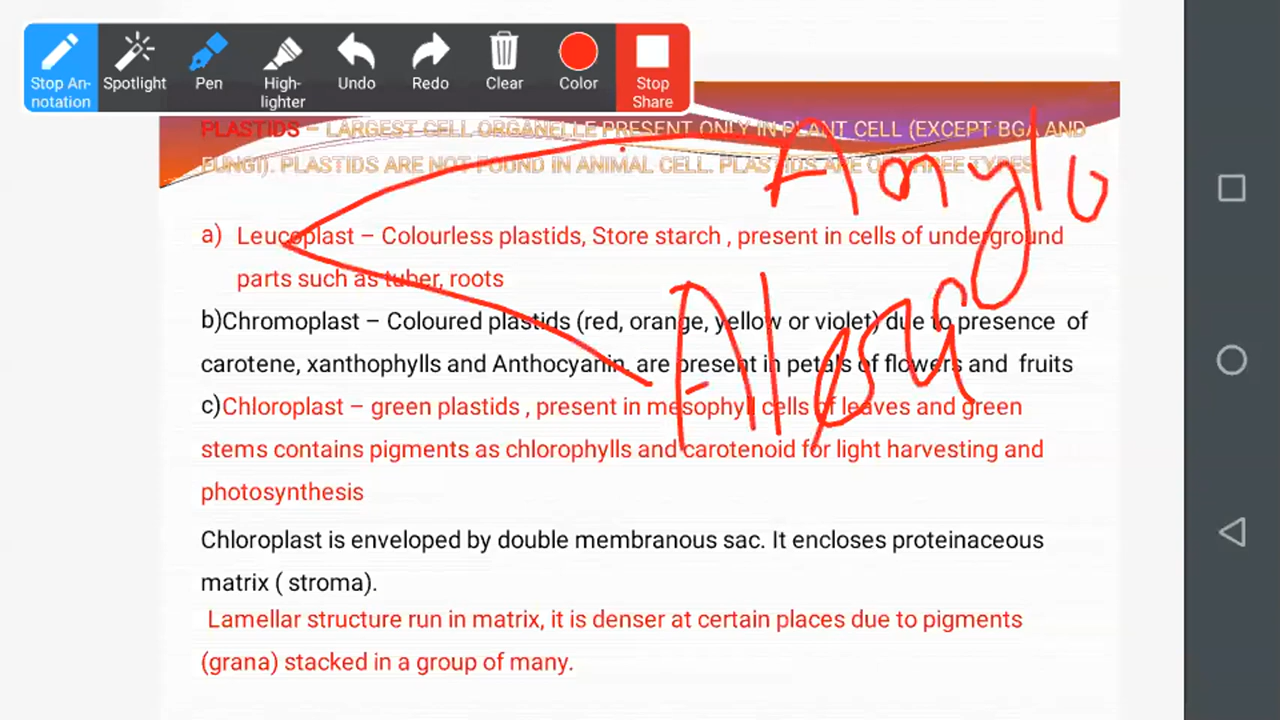 Stop An-
notation
Spotlight
Pen
High-
lighter
Undo
Redo
Clear
Color
Stop
Share
PLASTIDS – LARGEST CELL ORGANELLE PRESENT ONLY IN PLANT CELL (EXCEPT BGA AND
FUNGI). PLASTIDS ARE NOT FOUND IN ANIMAL CELL. PLASTIDS ARE OF THREE TYPES
Amylo
a) Leucoplast – Colourless plastids, Store starch , present in cells of underground
parts such as tuber, roots
b)Chromoplast – Coloured plastids (red, orange, yellow or violet) due to presence of
carotene, xanthophylls and Anthocyanin, are present in petals of flowers and fruits
c)Chloroplast – green plastids , present in mesophyll cells of leaves and green
stems contains pigments as chlorophylls and carotenoid for light harvesting and
photosynthesis
Chloroplast is enveloped by double membranous sac. It encloses proteinaceous
matrix ( stroma).
Lamellar structure run in matrix, it is denser at certain places due to pigments
(grana) stacked in a group of many.